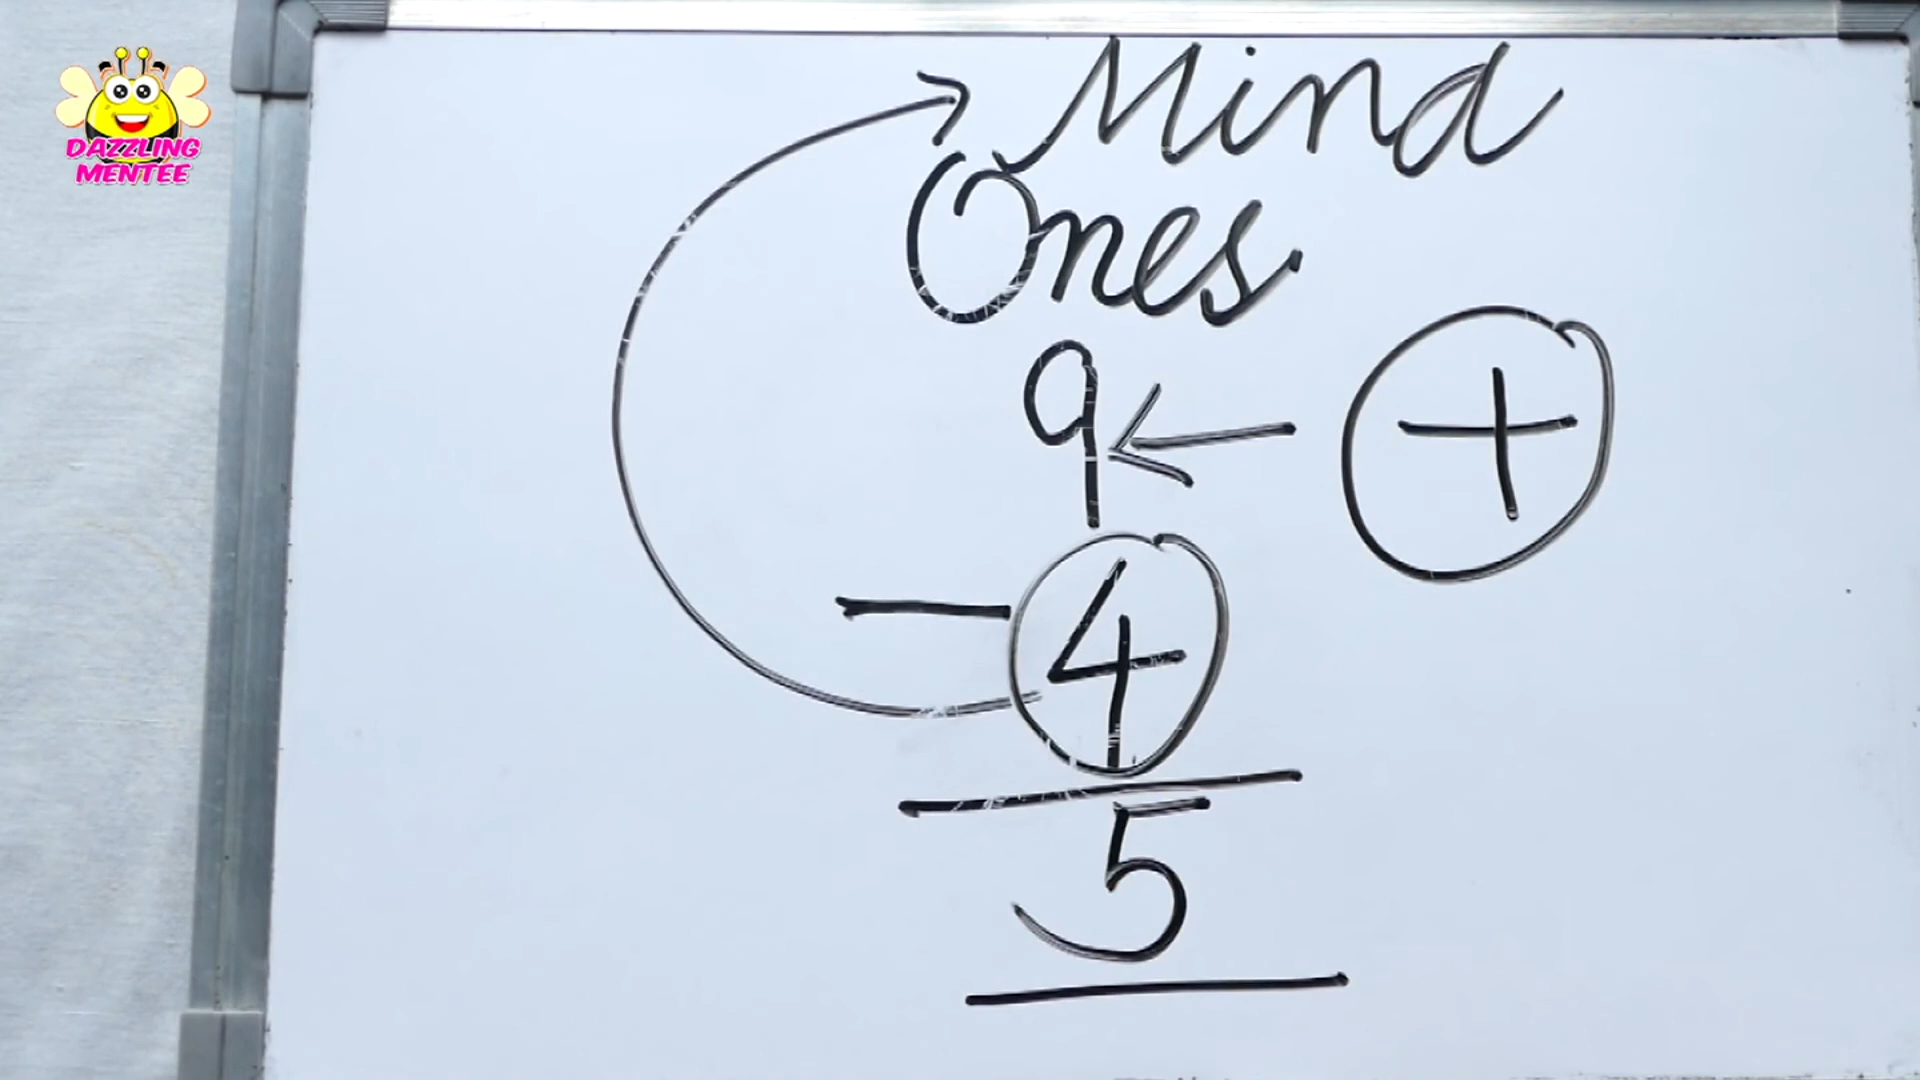 DAZZLING
MENTEE
Mind
Ones
9 ← +
- 4
5